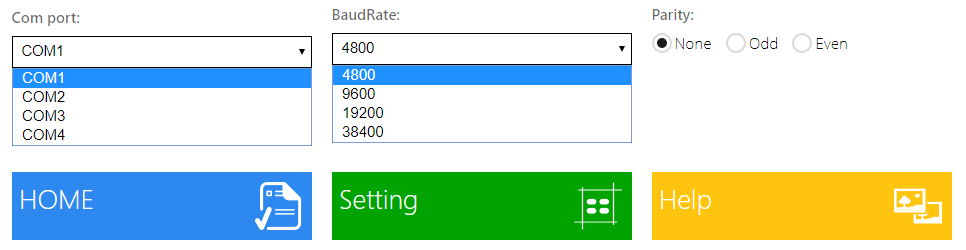 Com port:
BaudRate:
Parity:
COM1
4800
None
Odd
Even
COM1
COM2
COM3
COM4
4800
9600
19200
38400
HOME
Setting
Help